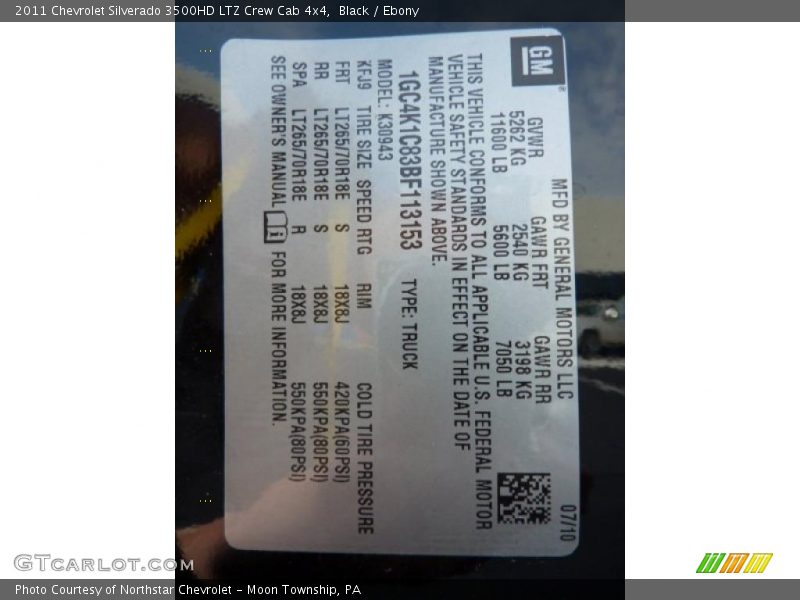 2011 Chevrolet Silverado 3500HD LTZ Crew Cab 4x4,  Black / Ebony
GM
®
MFD BY GENERAL MOTORS LLC
07/10
GVWR GAWR FRT GAWR RR
5262 KG 2540 KG 3198 KG
11600 LB 5600 LB 7050 LB
THIS VEHICLE CONFORMS TO ALL APPLICABLE U.S. FEDERAL MOTOR
VEHICLE SAFETY STANDARDS IN EFFECT ON THE DATE OF
MANUFACTURE SHOWN ABOVE.
1GC4K1C83BF113153 TYPE: TRUCK
MODEL: K30943
KFJ9 TIRE SIZE SPEED RTG RIM COLD TIRE PRESSURE
FRT LT265/70R18E S 18X8J 420KPA(60PSI)
RR LT265/70R18E S 18X8J 550KPA(80PSI)
SPA LT265/70R18E R 18X8J 550KPA(80PSI)
SEE OWNER'S MANUAL i FOR MORE INFORMATION.
GTCarlot.com
Photo Courtesy of Northstar Chevrolet – Moon Township, PA